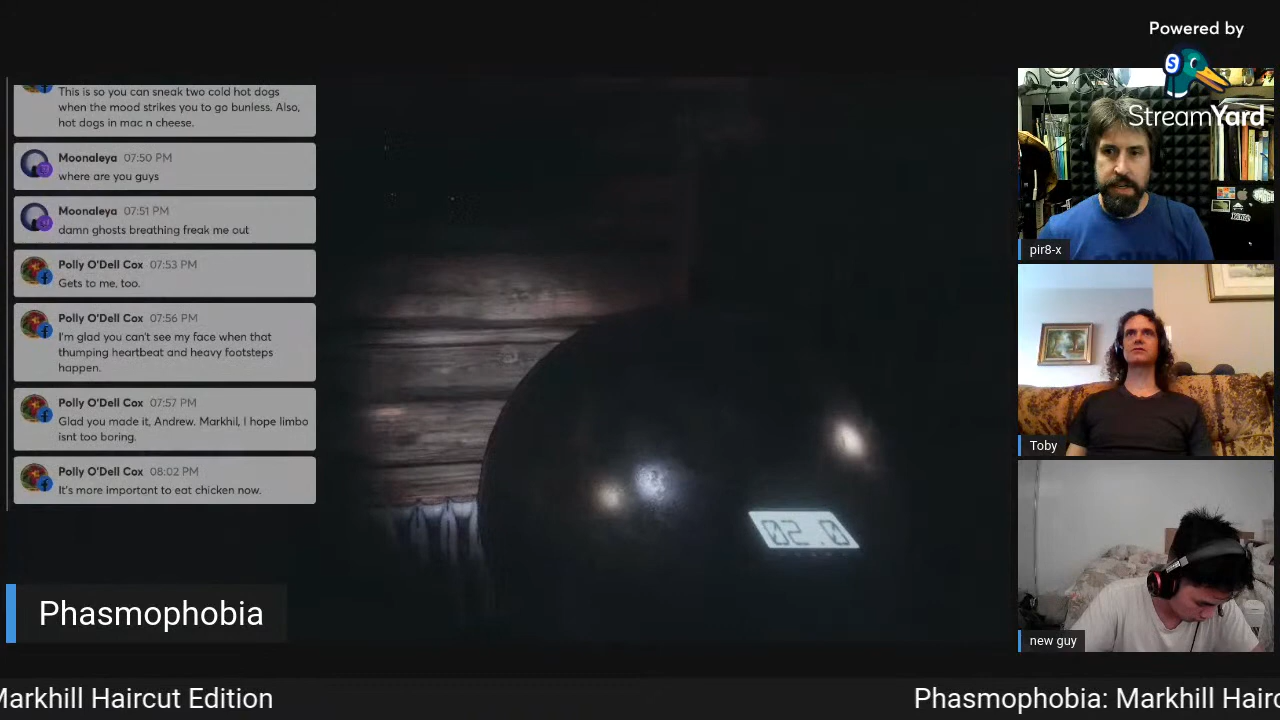 Powered by
StreamYard
This is so you can sneak two cold hot dogs
when the mood strikes you to go bunless. Also,
hot dogs in mac n cheese.
Moonaleya 07:50 PM
where are you guys
Moonaleya 07:51 PM
damn ghosts breathing freak me out
Polly O'Dell Cox 07:53 PM
Gets to me, too.
Polly O'Dell Cox 07:56 PM
I'm glad you can't see my face when that
thumping heartbeat and heavy footsteps
happen.
Polly O'Dell Cox 07:57 PM
Glad you made it, Andrew. Markhil, I hope limbo
isnt too boring.
Polly O'Dell Cox 08:02 PM
It's more important to eat chicken now.
02.0
pir8-x
Toby
new guy
Phasmophobia
Markhill Haircut Edition
Phasmophobia: Markhill Hairc